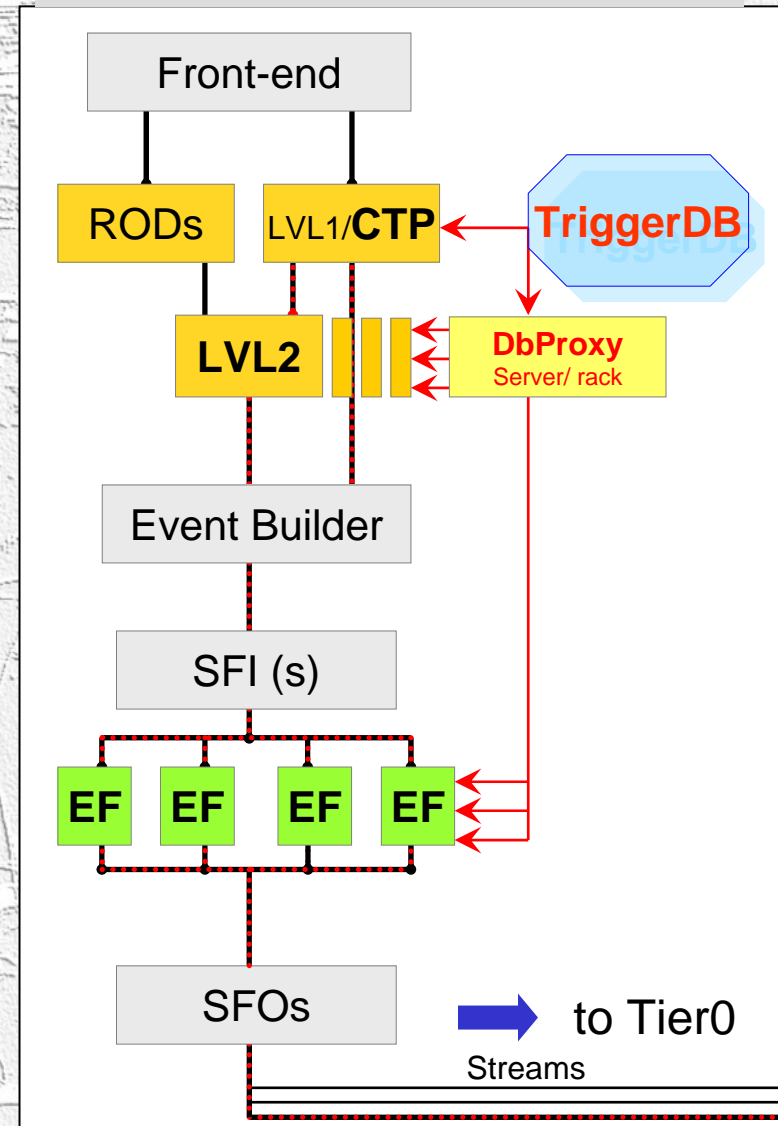 Front-end
RODs
LVL1/CTP
TriggerDB
TriggerDB
LVL2
DbProxy
Server/ rack
Event Builder
SFI (s)
EF
EF
EF
EF
SFOs
to Tier0
Streams